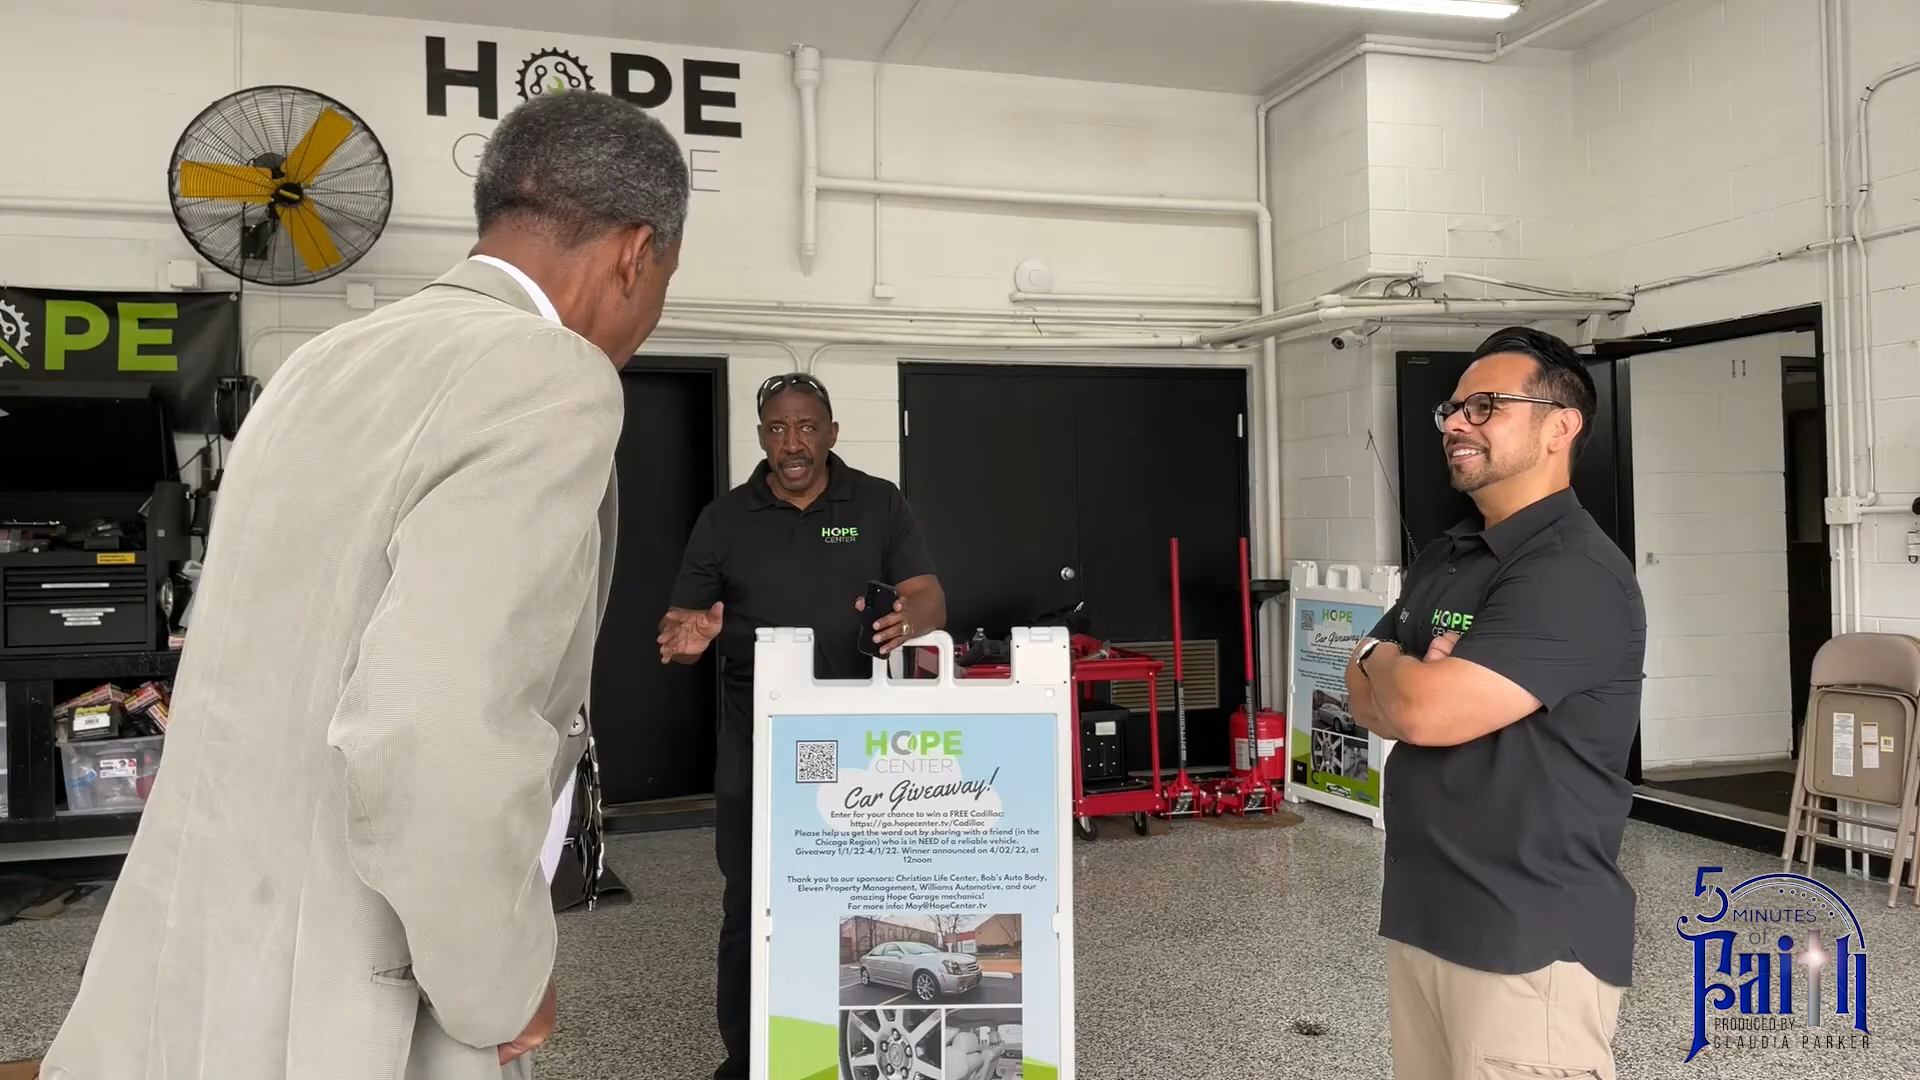 HOPE
G E
OPE
HOPE
CENTER
HOPE
CENTER
Car Giveaway!
Enter for your chance to win a FREE Cadillac:
https://go.hopecenter.tv/Cadillac
Please help us get the word out by sharing with a friend (in the
Chicago Region) who is in NEED of a reliable vehicle.
Giveaway 1/1/22-4/1/22. Winner announced on 4/02/22, at
12noon
Thank you to our sponsors: Christian Life Center, Bob's Auto Body,
Eleven Property Management, Williams Automotive, and our
amazing Hope Garage mechanics!
For more info: Moy@HopeCenter.tv
HOPE
Car Giveaway!
HOPE
5
MINUTES
of
Faith
PRODUCED BY
CLAUDIA PARKER